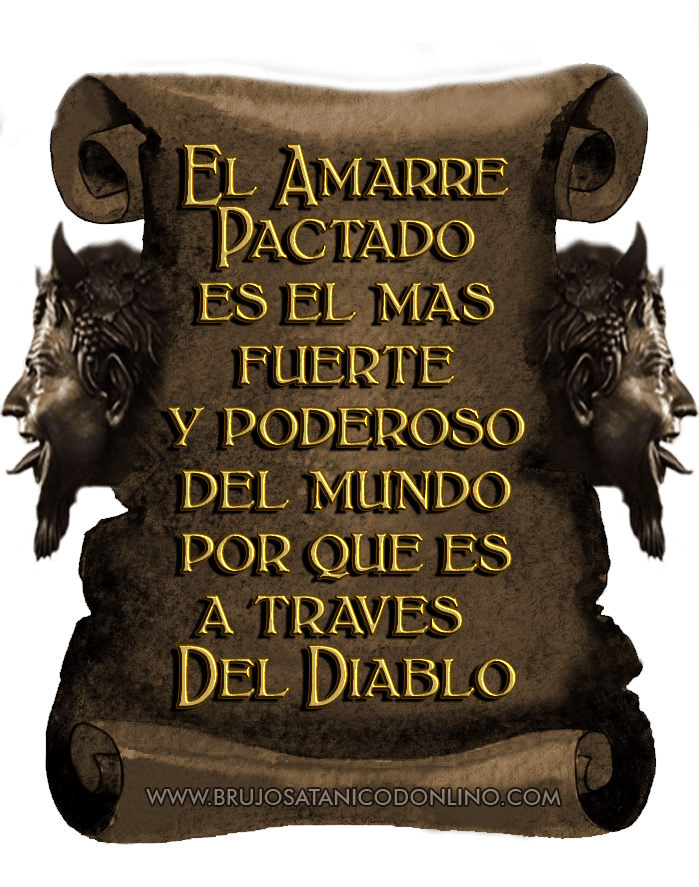 El Amarre
Pactado
es el mas
fuerte
y poderoso
del mundo
por que es
a traves
Del Diablo
www.brujosatanicodonlino.com